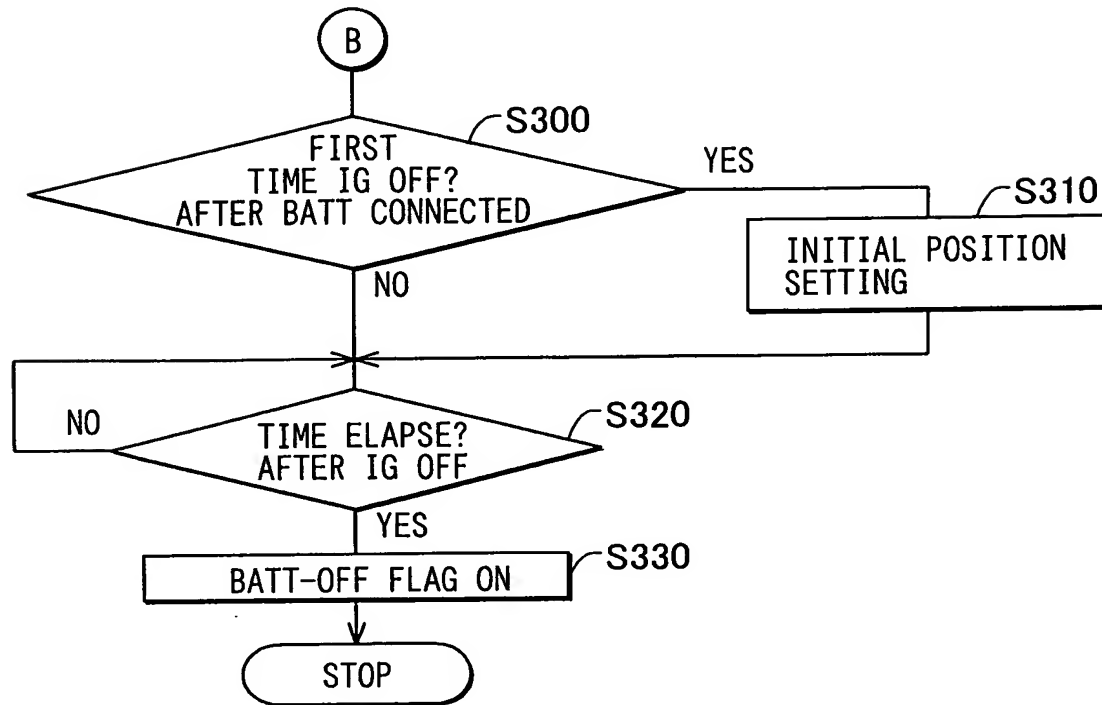 B
S300
FIRST
TIME IG OFF?
AFTER BATT CONNECTED
YES
S310
INITIAL POSITION
SETTING
NO
NO
S320
TIME ELAPSE?
AFTER IG OFF
YES
S330
BATT-OFF FLAG ON
STOP